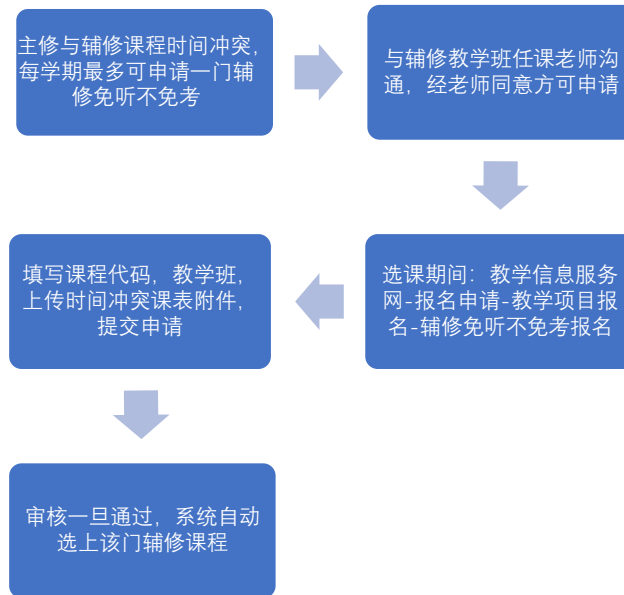 主修与辅修课程时间冲突，
每学期最多可申请一门辅
修免听不免考
与辅修教学班任课老师沟
通，经老师同意方可申请
选课期间：教学信息服务
网-报名申请-教学项目报
名-辅修免听不免考报名
填写课程代码，教学班，
上传时间冲突课表附件，
提交申请
审核一旦通过，系统自动
选上该门辅修课程